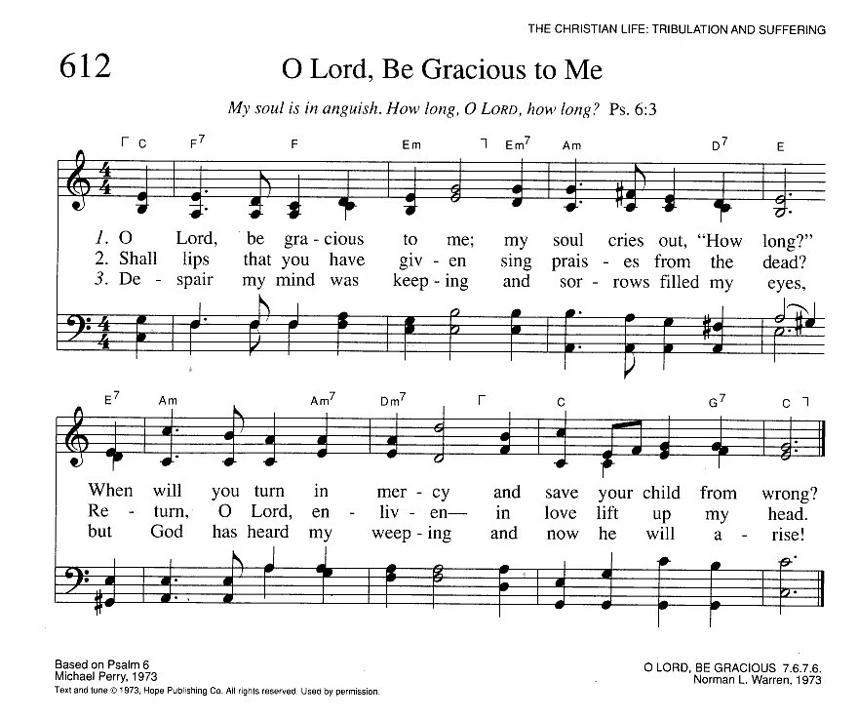 THE CHRISTIAN LIFE: TRIBULATION AND SUFFERING
612
O Lord, Be Gracious to Me
My soul is in anguish. How long, O LORD, how long? Ps. 6:3
C F7 F Em Em7 Am D7 E
4 4
1. O Lord, be gra - cious to me; my soul cries out, “How long?”
2. Shall lips that you have giv - en sing prais - es from the dead?
3. De - spair my mind was keep - ing and sor - rows filled my eyes,
4 4
E7 Am Am7 Dm7 C G7 C
When will you turn in mer - cy and save your child from wrong?
Re - turn, O Lord, en - liv - en— in love lift up my head.
but God has heard my weep - ing and now he will a - rise!
Based on Psalm 6
Michael Perry, 1973
Text and tune © 1973, Hope Publishing Co. All rights reserved. Used by permission.
O LORD, BE GRACIOUS 7.6.7.6.
Norman L. Warren, 1973